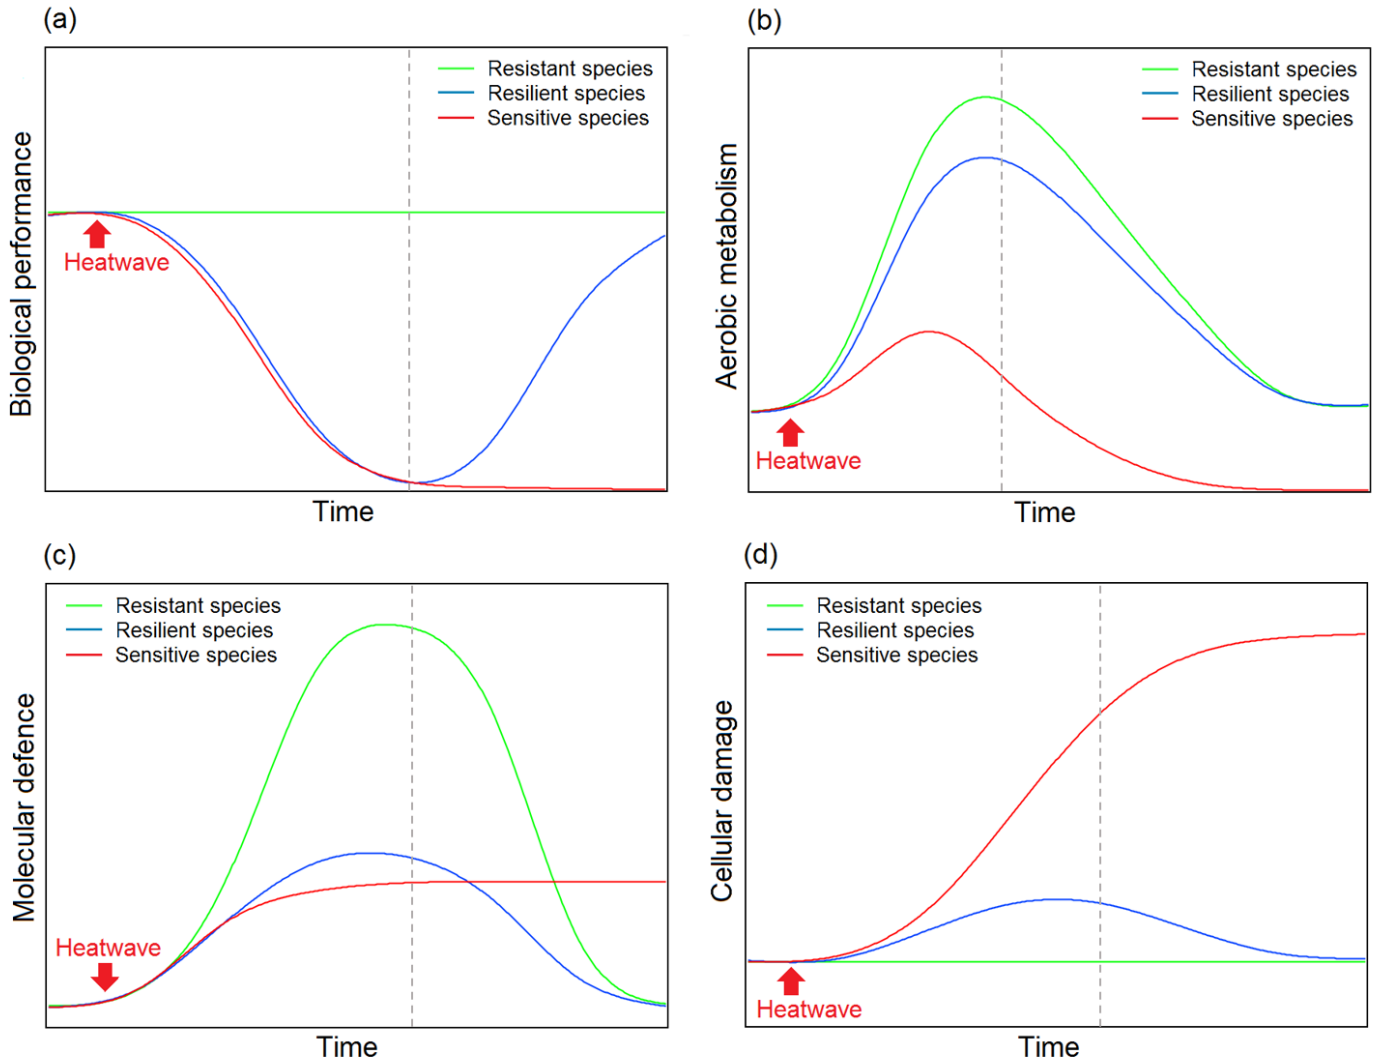 (a)
Resistant species
Resilient species
Sensitive species
Heatwave
Biological performance
Time
(b)
Resistant species
Resilient species
Sensitive species
Heatwave
Aerobic metabolism
Time
(c)
Resistant species
Resilient species
Sensitive species
Heatwave
Molecular defence
Time
(d)
Resistant species
Resilient species
Sensitive species
Heatwave
Cellular damage
Time